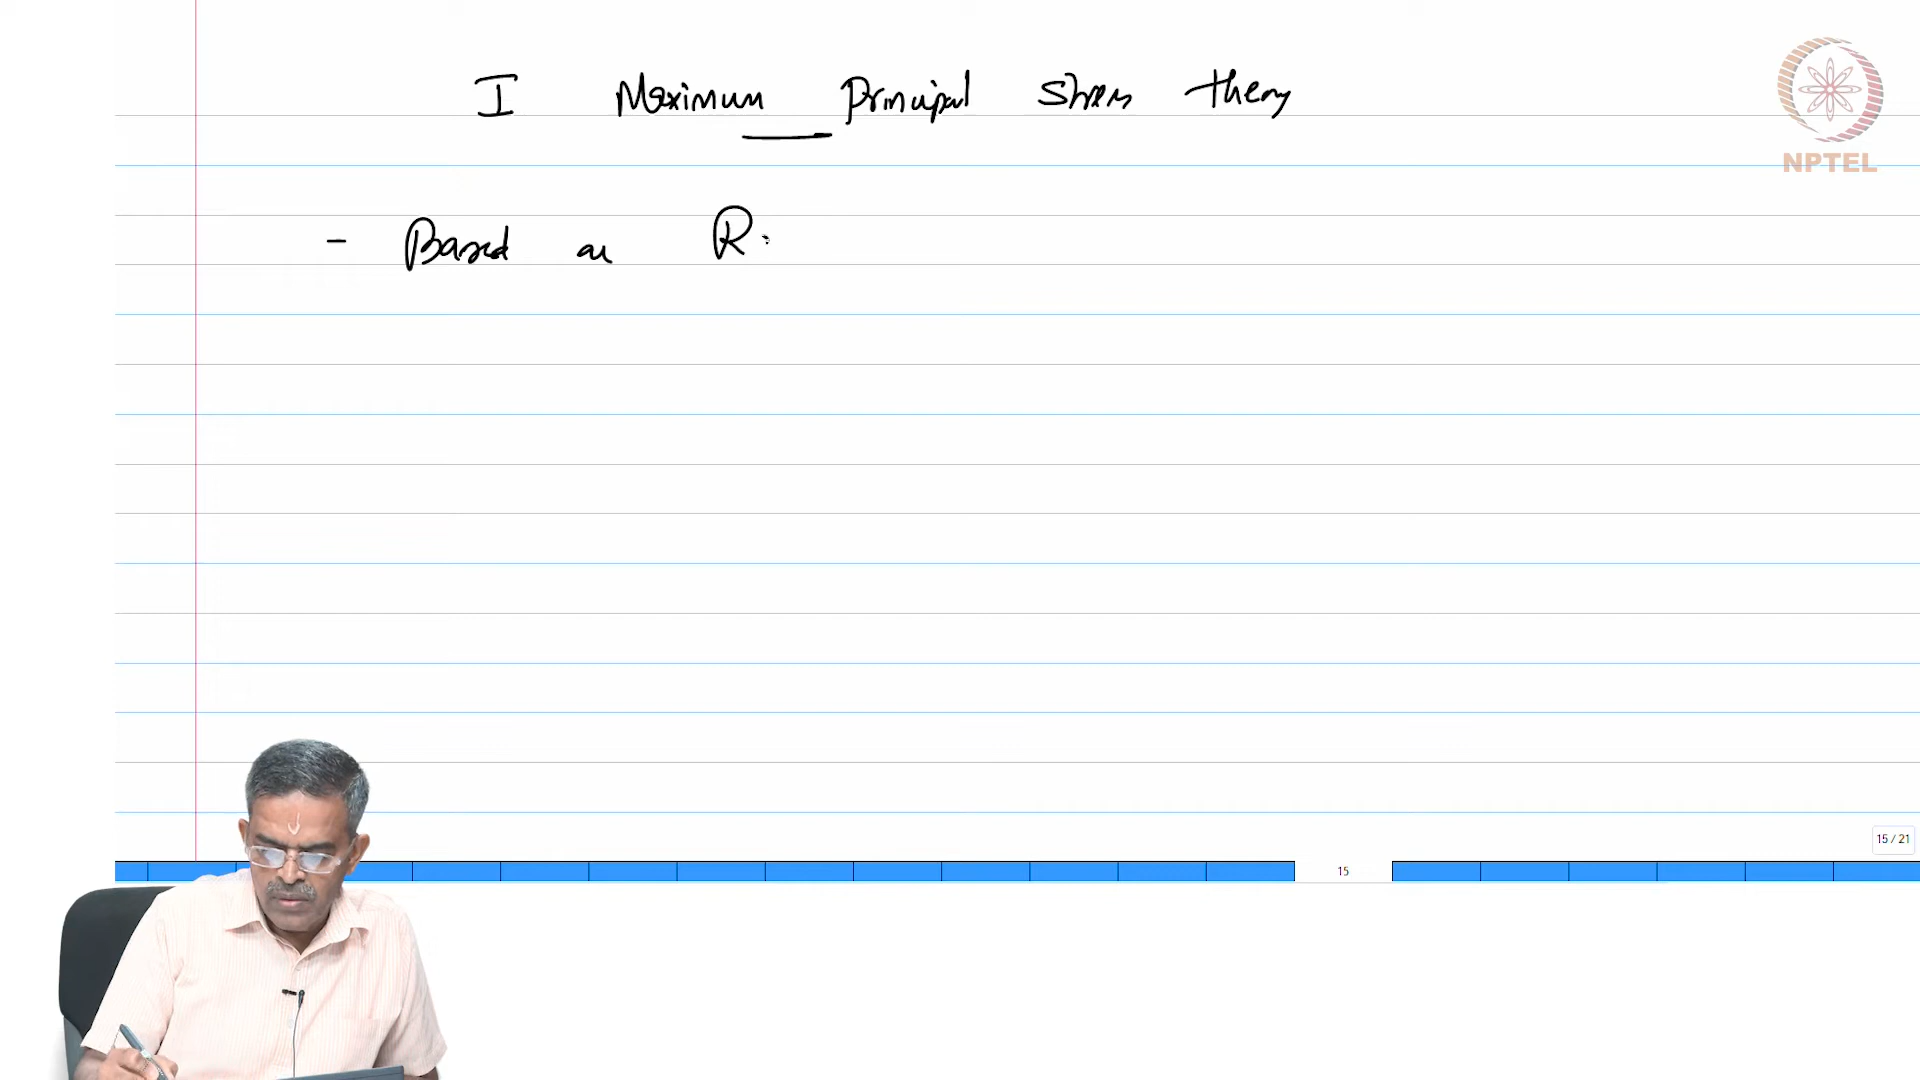 I Maximum Principal stress theory
NPTEL
- Based on R
15 / 21
15